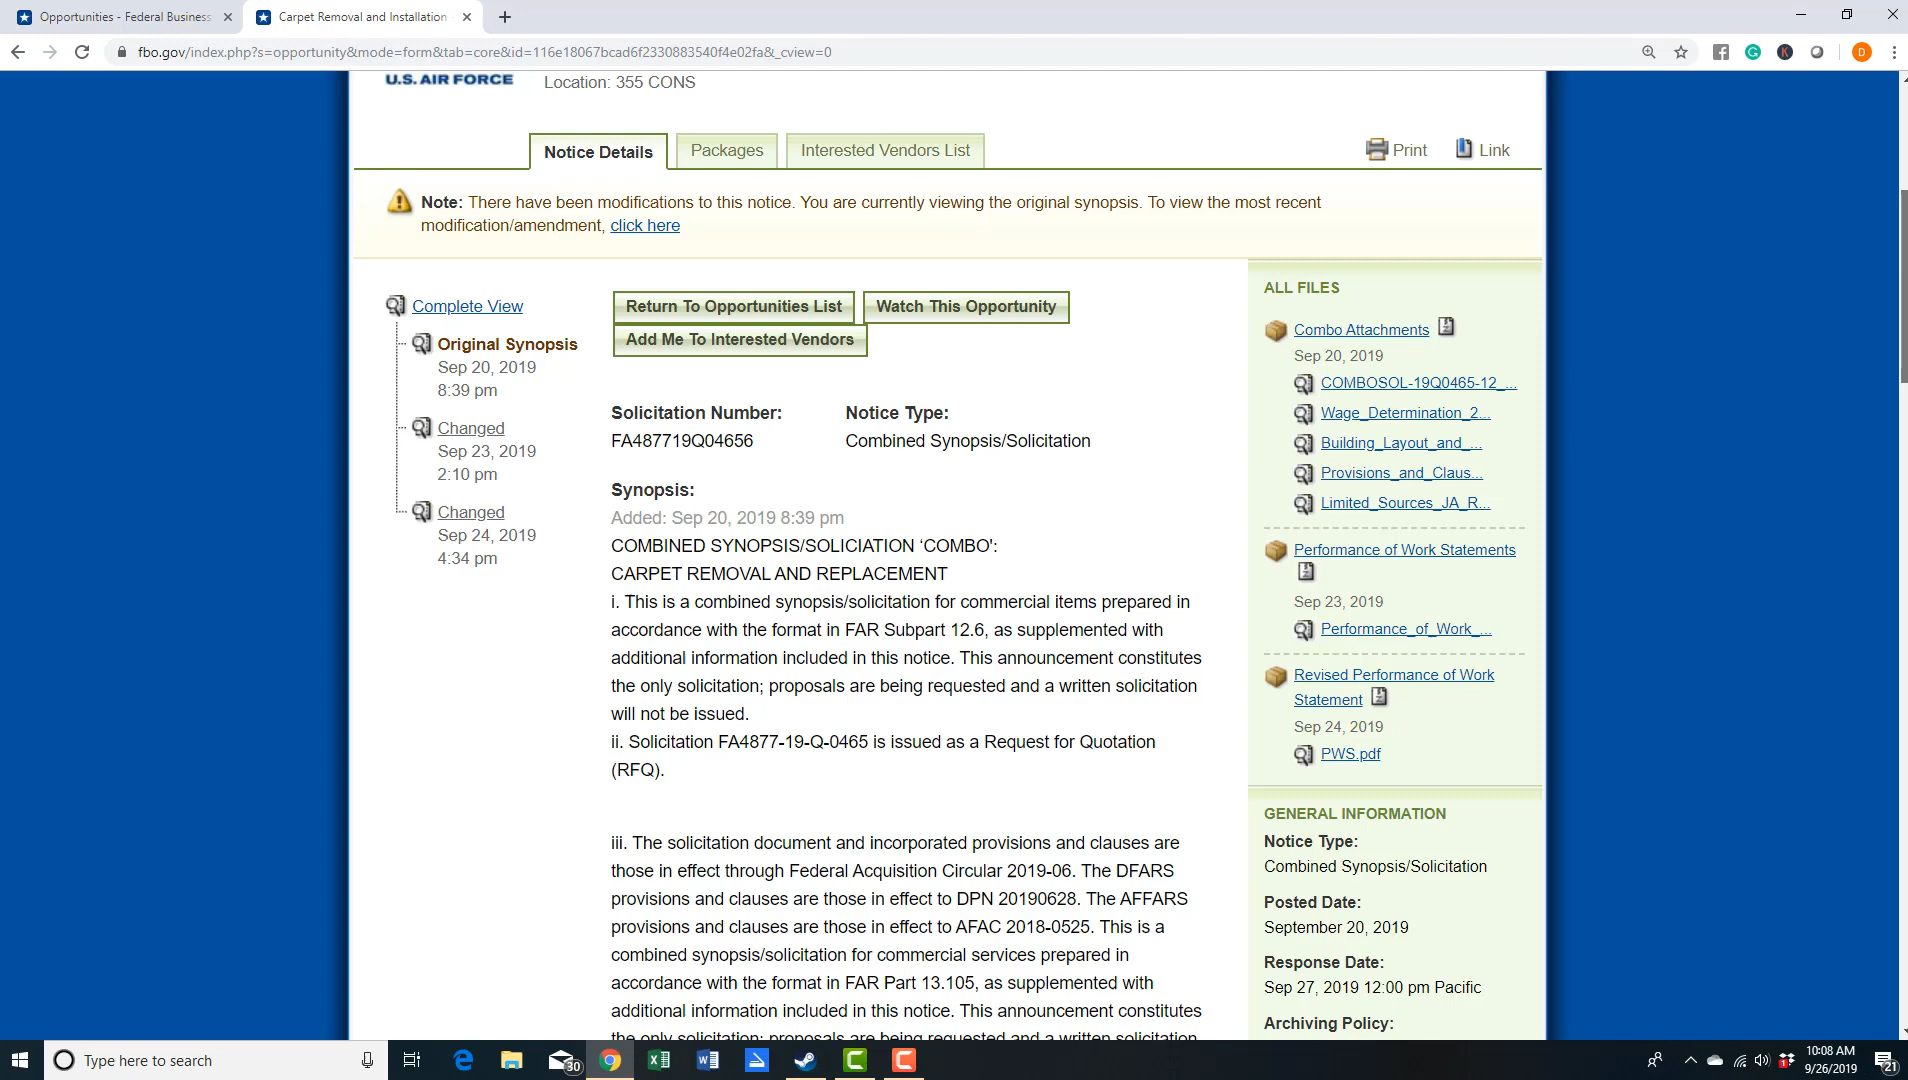 Opportunities - Federal Business
Carpet Removal and Installation
fbo.gov/index.php?s=opportunity&mode=form&tab=core&id=116e18067bcad6f2330883540f4e02fa&_cview=0
U.S. AIR FORCE
Location: 355 CONS
Notice Details
Packages
Interested Vendors List
Print
Link
Note: There have been modifications to this notice. You are currently viewing the original synopsis. To view the most recent
modification/amendment, click here
Complete View
Original Synopsis
Sep 20, 2019
8:39 pm
Changed
Sep 23, 2019
2:10 pm
Changed
Sep 24, 2019
4:34 pm
Return To Opportunities List
Watch This Opportunity
Add Me To Interested Vendors
Solicitation Number:
FA487719Q04656
Notice Type:
Combined Synopsis/Solicitation
Synopsis:
Added: Sep 20, 2019 8:39 pm
COMBINED SYNOPSIS/SOLICIATION ‘COMBO':
CARPET REMOVAL AND REPLACEMENT
i. This is a combined synopsis/solicitation for commercial items prepared in
accordance with the format in FAR Subpart 12.6, as supplemented with
additional information included in this notice. This announcement constitutes
the only solicitation; proposals are being requested and a written solicitation
will not be issued.
ii. Solicitation FA4877-19-Q-0465 is issued as a Request for Quotation
(RFQ).
iii. The solicitation document and incorporated provisions and clauses are
those in effect through Federal Acquisition Circular 2019-06. The DFARS
provisions and clauses are those in effect to DPN 20190628. The AFFARS
provisions and clauses are those in effect to AFAC 2018-0525. This is a
combined synopsis/solicitation for commercial services prepared in
accordance with the format in FAR Part 13.105, as supplemented with
additional information included in this notice. This announcement constitutes
the only solicitation; proposals are being requested and a written solicitation
ALL FILES
Combo Attachments
Sep 20, 2019
COMBOSOL-19Q0465-12_...
Wage_Determination_2...
Building_Layout_and_...
Provisions_and_Claus...
Limited_Sources_JA_R...
Performance of Work Statements
Sep 23, 2019
Performance_of_Work_...
Revised Performance of Work
Statement
Sep 24, 2019
PWS.pdf
GENERAL INFORMATION
Notice Type:
Combined Synopsis/Solicitation
Posted Date:
September 20, 2019
Response Date:
Sep 27, 2019 12:00 pm Pacific
Archiving Policy:
Type here to search
30
10:08 AM
9/26/2019
21